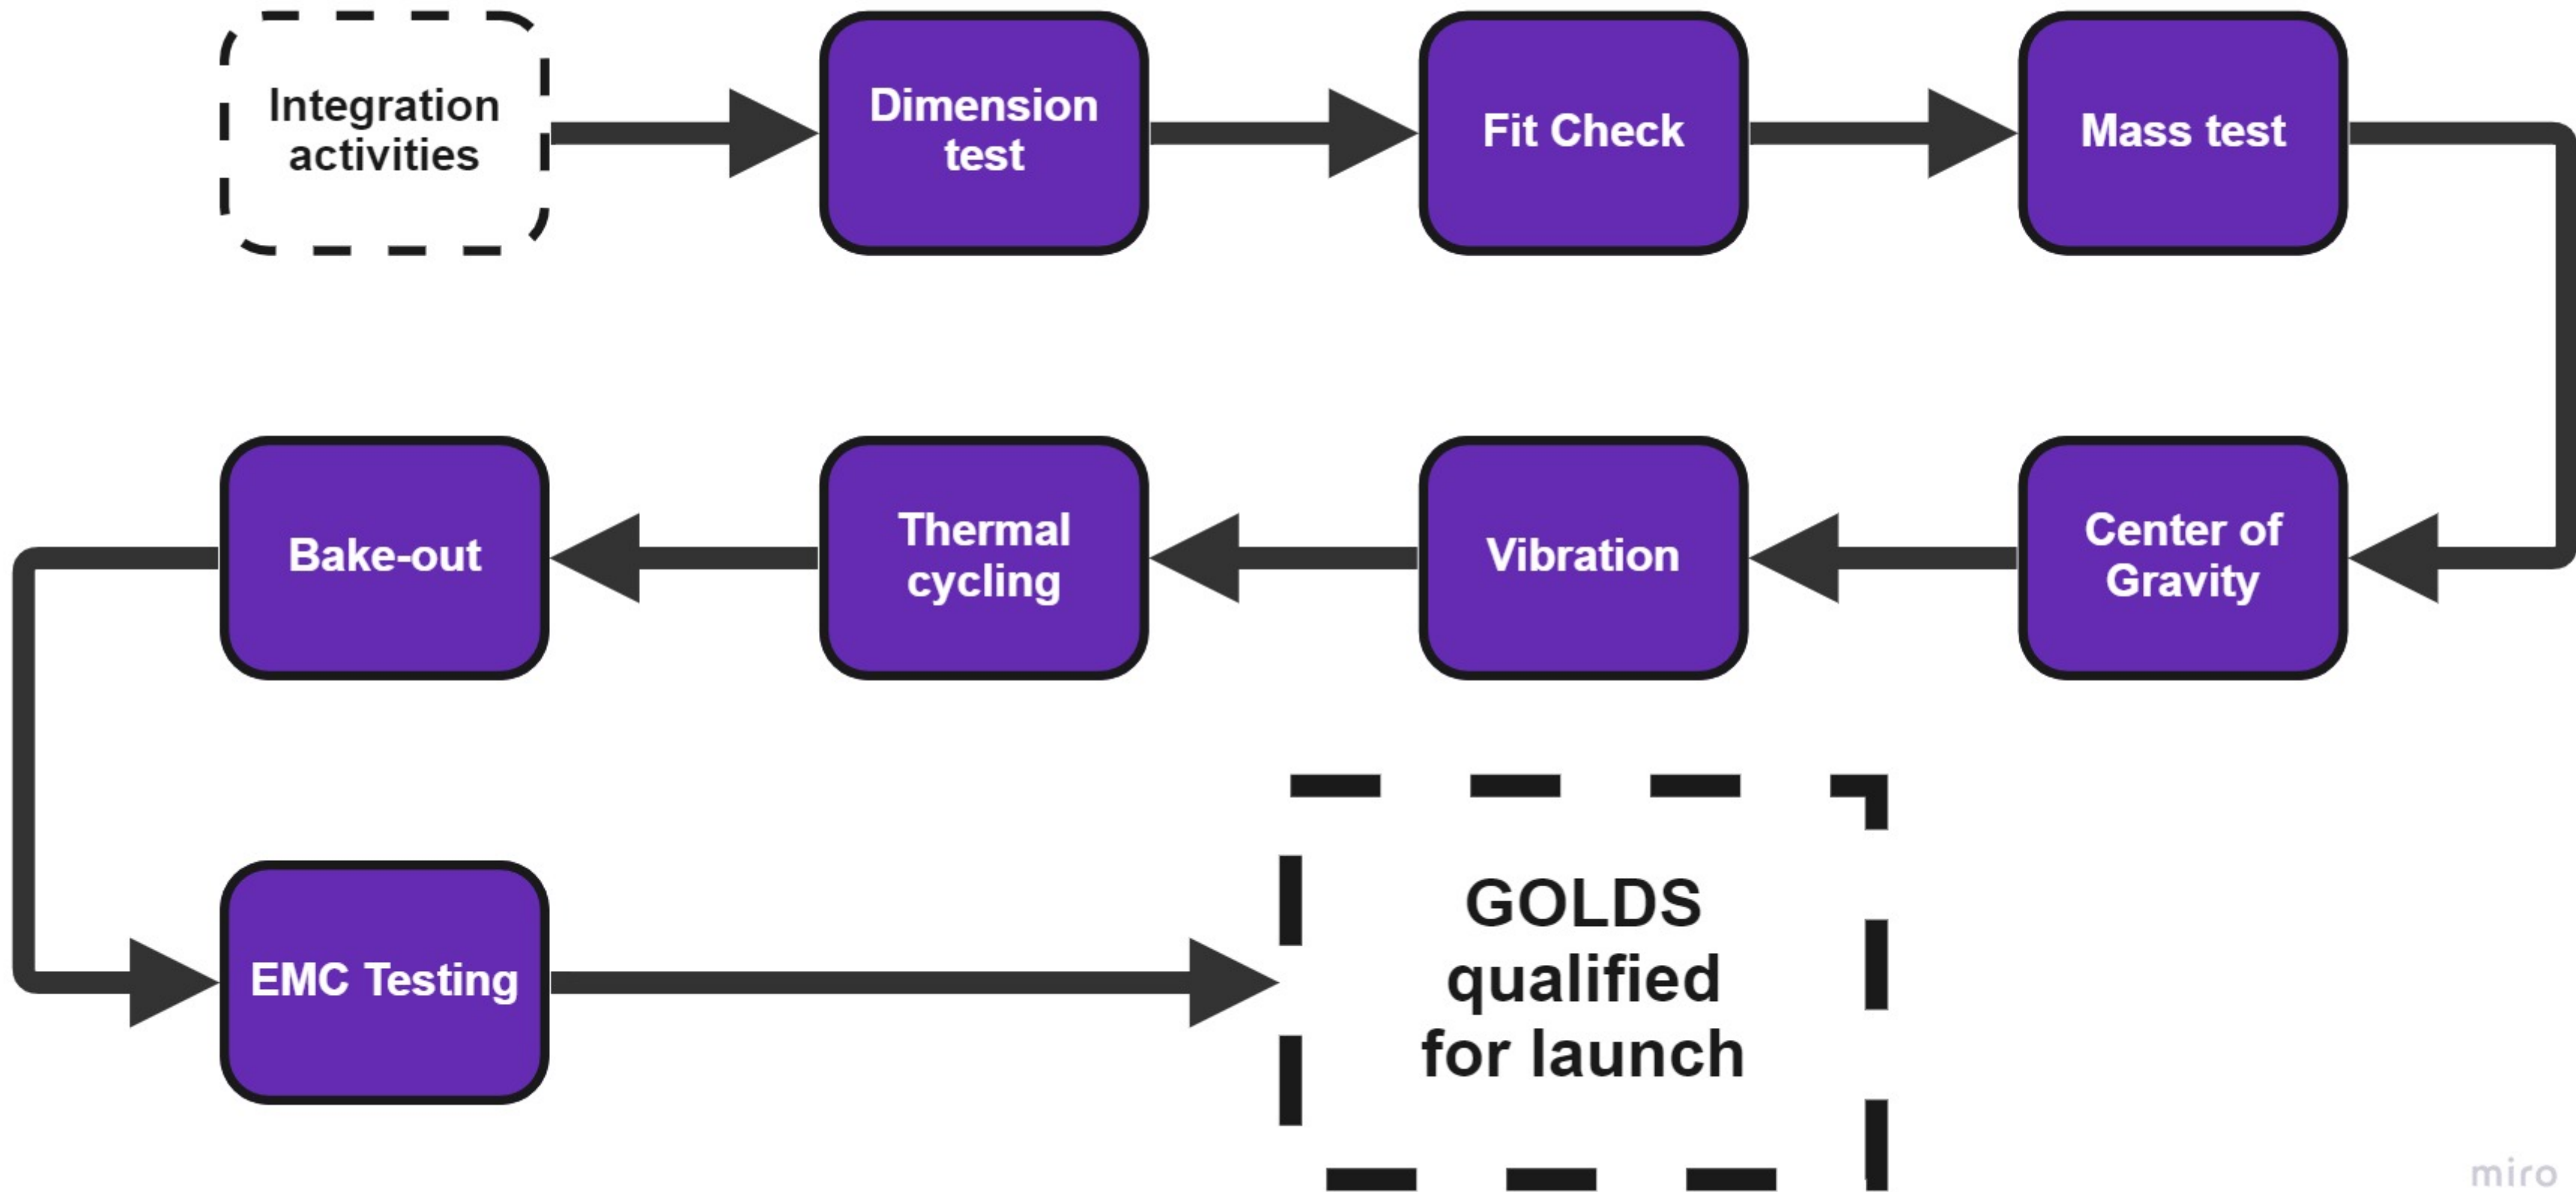 Integration
activities
Dimension
test
Fit Check
Mass test
Center of
Gravity
Vibration
Thermal
cycling
Bake-out
EMC Testing
GOLDS
qualified
for launch
miro